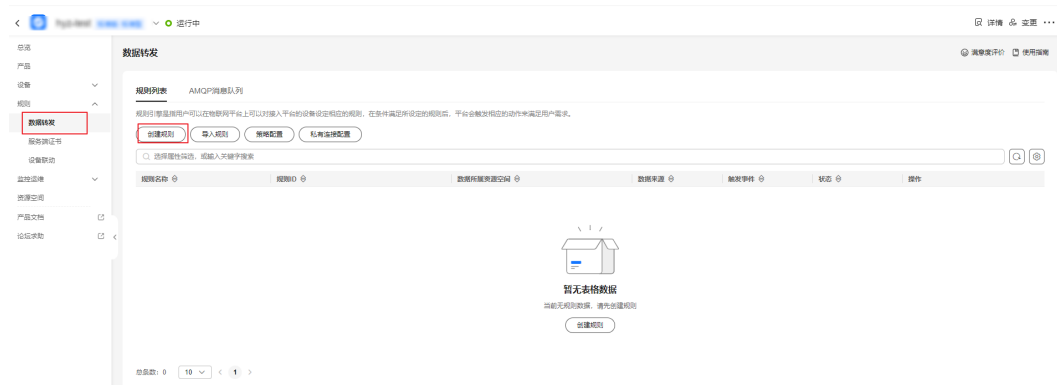 运行中
详情
变更
总览
产品
设备
规则
数据转发
服务端证书
设备联动
监控运维
资源空间
产品文档
论坛求助
数据转发
满意度评价
使用指南
规则列表
AMQP消息队列
规则引擎是指用户可以在物联网平台上可以对接入平台的设备设定相应的规则，在条件满足所设定的规则后，平台会触发相应的动作来满足用户需求。
创建规则
导入规则
策略配置
私有连接配置
选择属性筛选，或输入关键字搜索
规则名称
规则ID
数据所属资源空间
数据来源
触发事件
状态
操作
暂无表格数据
当前无规则数据，请先创建规则
创建规则
总条数: 0
10
1